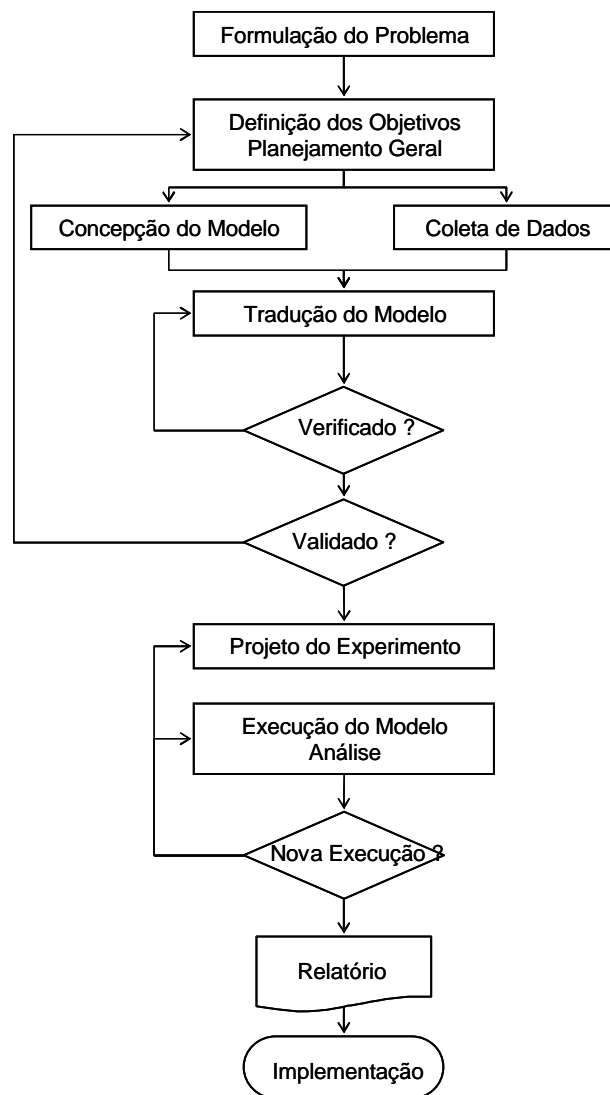 Formulação do Problema
Definição dos Objetivos
Planejamento Geral
Concepção do Modelo
Coleta de Dados
Tradução do Modelo
Verificado ?
Validado ?
Projeto do Experimento
Execução do Modelo
Análise
Nova Execução ?
Relatório
Implementação